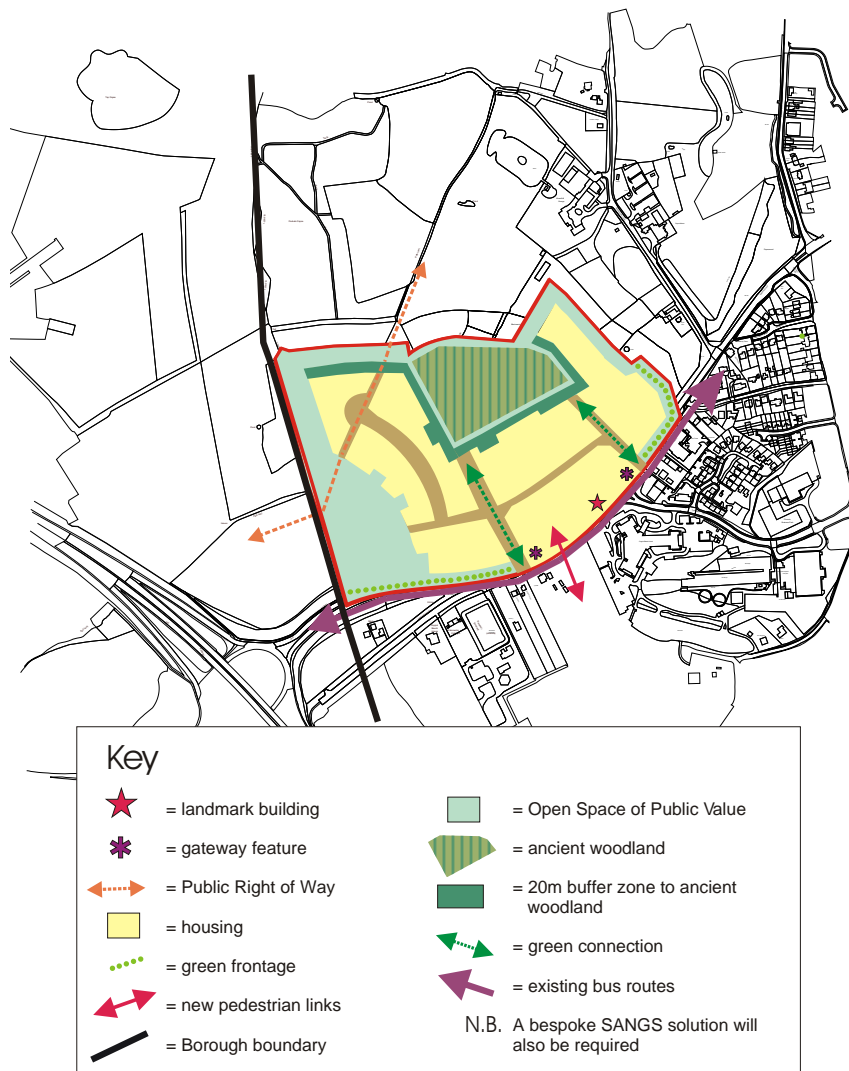 Key
= landmark building
= gateway feature
= Public Right of Way
= housing
= green frontage
= new pedestrian links
= Borough boundary
= Open Space of Public Value
= ancient woodland
= 20m buffer zone to ancient
woodland
= green connection
= existing bus routes
N.B. A bespoke SANGS solution will
also be required